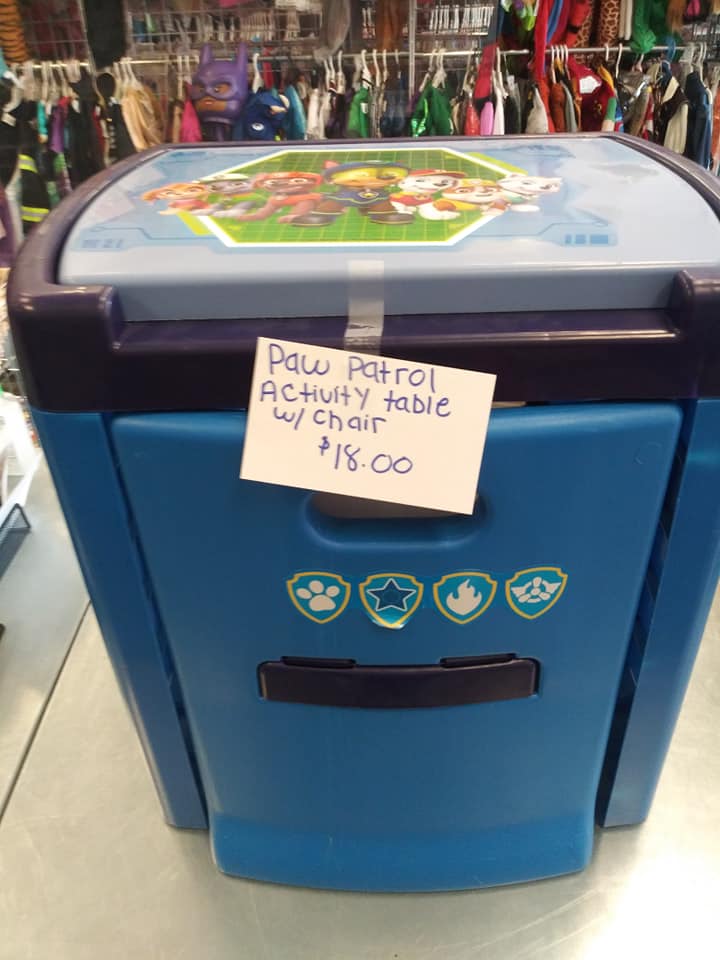 Paw Patrol
Activity table
w/ chair
$18.00